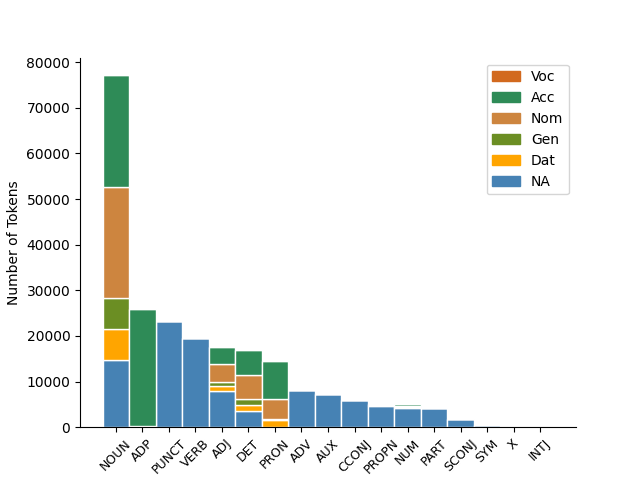 Voc
Acc
Nom
Gen
Dat
NA
Number of Tokens
80000
70000
60000
50000
40000
30000
20000
10000
0
NOUN
ADP
PUNCT
VERB
ADJ
DET
PRON
ADV
AUX
CCONJ
PROPN
NUM
PART
SCONJ
SYM
X
INTJ